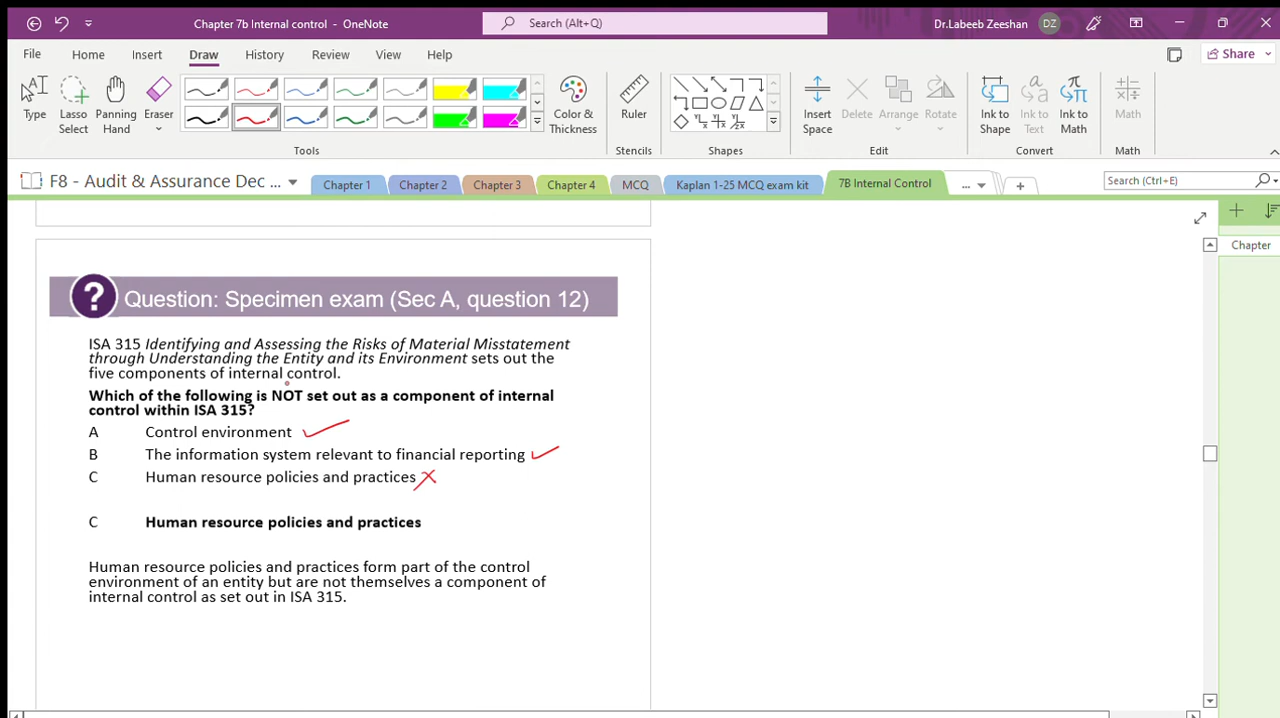 Chapter 7b Internal control - OneNote
Search (Alt+Q)
Dr.Labeeb Zeeshan
DZ
File
Home
Insert
Draw
History
Review
View
Help
Share
Type
Lasso
Select
Panning
Hand
Eraser
Color &
Thickness
Ruler
Insert
Space
Delete
Arrange
Rotate
Ink to
Shape
Ink to
Text
Ink to
Math
Math
Tools
Stencils
Shapes
Edit
Convert
Math
F8 - Audit & Assurance Dec ...
Chapter 1
Chapter 2
Chapter 3
Chapter 4
MCQ
Kaplan 1-25 MCQ exam kit
7B Internal Control
...
Search (Ctrl+E)
Chapter
? Question: Specimen exam (Sec A, question 12)
ISA 315 Identifying and Assessing the Risks of Material Misstatement
through Understanding the Entity and its Environment sets out the
five components of internal control.
Which of the following is NOT set out as a component of internal
control within ISA 315?
A Control environment
B The information system relevant to financial reporting
C Human resource policies and practices
C Human resource policies and practices
Human resource policies and practices form part of the control
environment of an entity but are not themselves a component of
internal control as set out in ISA 315.